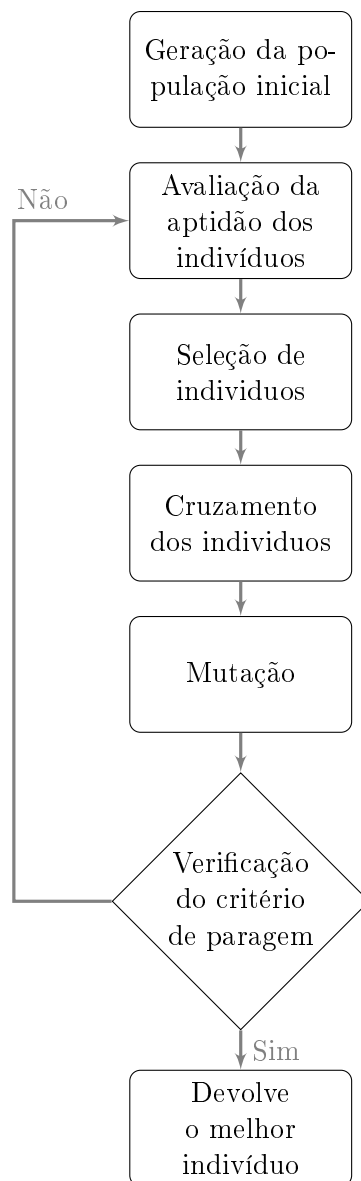 Geração da po-
pulação inicial
Não
Avaliação da
aptidão dos
indivíduos
Seleção de
individuos
Cruzamento
dos individuos
Mutação
Verificação
do critério
de paragem
Sim
Devolve
o melhor
indivíduo